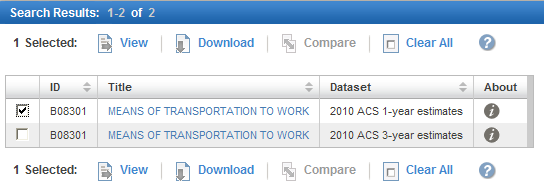 Search Results: 1-2 of 2
1 Selected: View Download Compare Clear All ?
ID Title Dataset About
B08301 MEANS OF TRANSPORTATION TO WORK 2010 ACS 1-year estimates i
B08301 MEANS OF TRANSPORTATION TO WORK 2010 ACS 3-year estimates i
1 Selected: View Download Compare Clear All ?